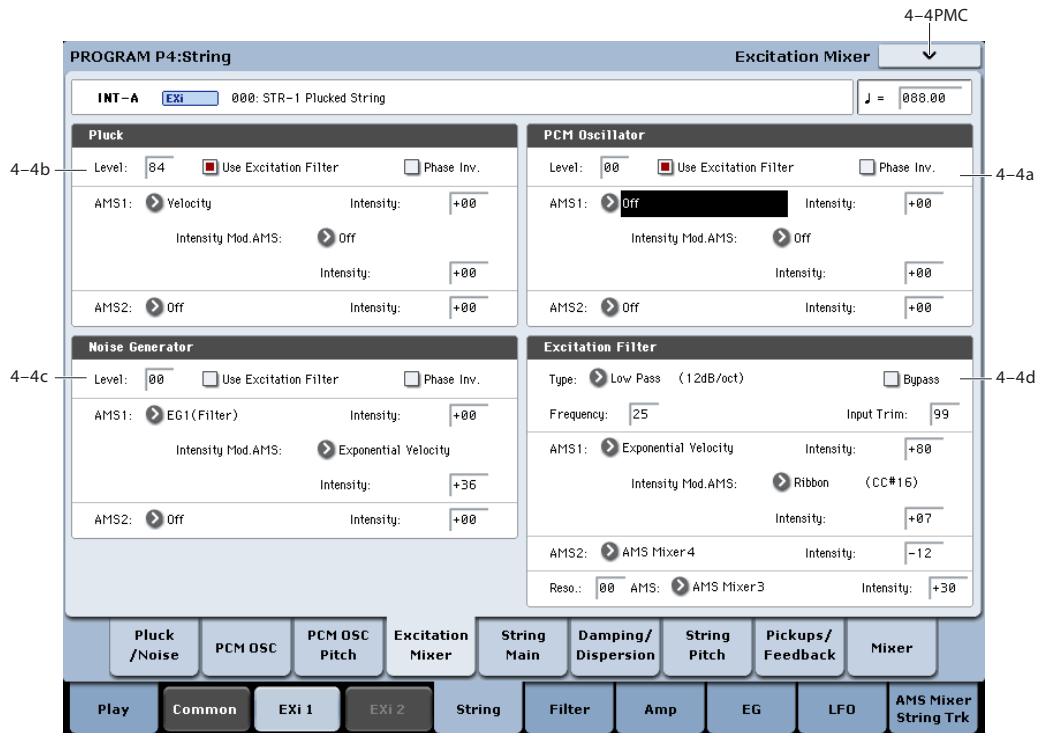 4-4PMC
PROGRAM P4:String Excitation Mixer
INT-A EXi 000: STR-1 Plucked String ♩ = 088.00
Pluck
4-4b
Level: 84 Use Excitation Filter Phase Inv.
AMS1: Velocity Intensity: +00
Intensity Mod.AMS: Off
Intensity: +00
AMS2: Off Intensity: +00
PCM Oscillator
Level: 00 Use Excitation Filter Phase Inv.
4-4a
AMS1: Off Intensity: +00
Intensity Mod.AMS: Off
Intensity: +00
AMS2: Off Intensity: +00
Noise Generator
4-4c
Level: 00 Use Excitation Filter Phase Inv.
AMS1: EG1(Filter) Intensity: +00
Intensity Mod.AMS: Exponential Velocity
Intensity: +36
AMS2: Off Intensity: +00
Excitation Filter
Type: Low Pass (12dB/oct) Bypass
4-4d
Frequency: 25 Input Trim: 99
AMS1: Exponential Velocity Intensity: +80
Intensity Mod.AMS: Ribbon (CC#16)
Intensity: +07
AMS2: AMS Mixer4 Intensity: -12
Reso.: 00 AMS: AMS Mixer3 Intensity: +30
Pluck
/Noise
PCM OSC
PCM OSC
Pitch
Excitation
Mixer
String
Main
Damping/
Dispersion
String
Pitch
Pickups/
Feedback
Mixer
Play
Common
EXi 1
EXi 2
String
Filter
Amp
EG
LFO
AMS Mixer
String Trk